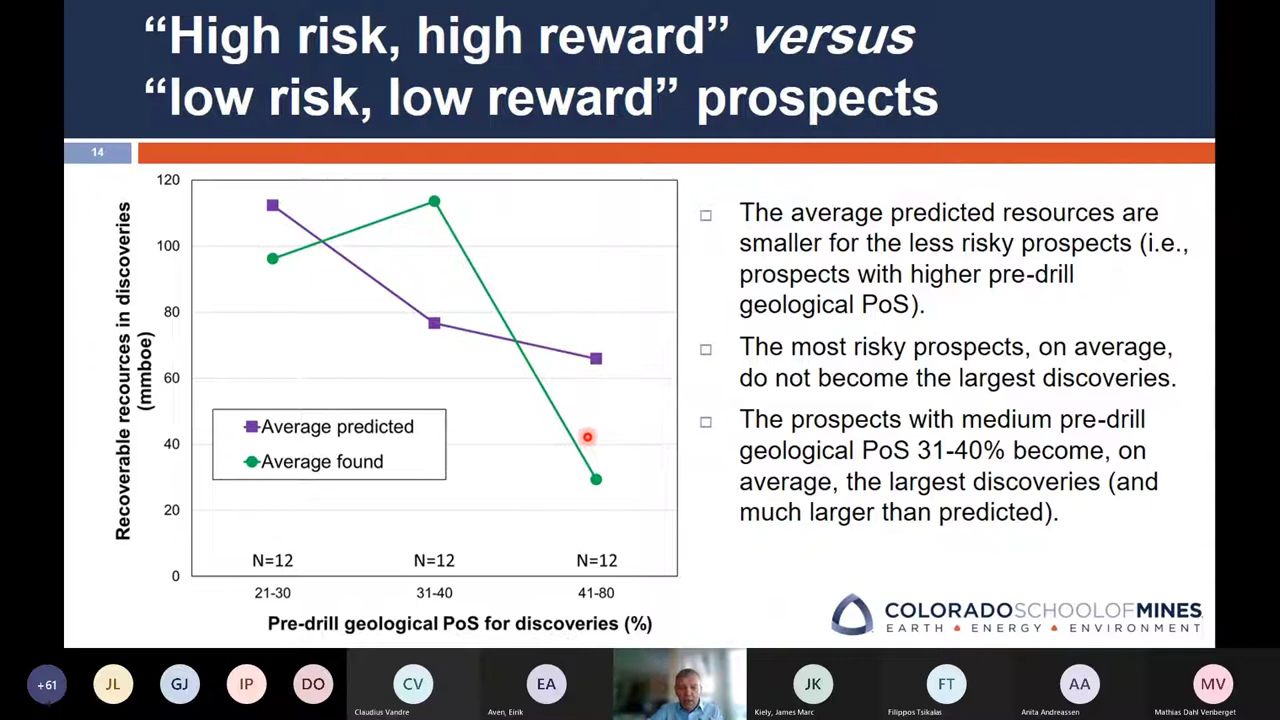 “High risk, high reward” versus
“low risk, low reward” prospects
14
120
100
80
60
40
20
0
Recoverable recources in discoveries
(mmboe)
Average predicted
Average found
N=12
N=12
N=12
21-30
31-40
41-80
Pre-drill geological PoS for discoveries (%)
The average predicted resources are
smaller for the less risky prospects (i.e.,
prospects with higher pre-drill
geological PoS).
The most risky prospects, on average,
do not become the largest discoveries.
The prospects with medium pre-drill
geological PoS 31-40% become, on
average, the largest discoveries (and
much larger than predicted).
COLORADOSCHOOLOFMINES
EARTH ENERGY ENVIRONMENT
+61
JL
GJ
IP
DO
CV
Claudius Vandre
EA
Aven, Eirik
JK
Kiely, James Marc
FT
Filippos Tsikalas
AA
Anita Andreassen
MV
Mathias Dahl Venberget